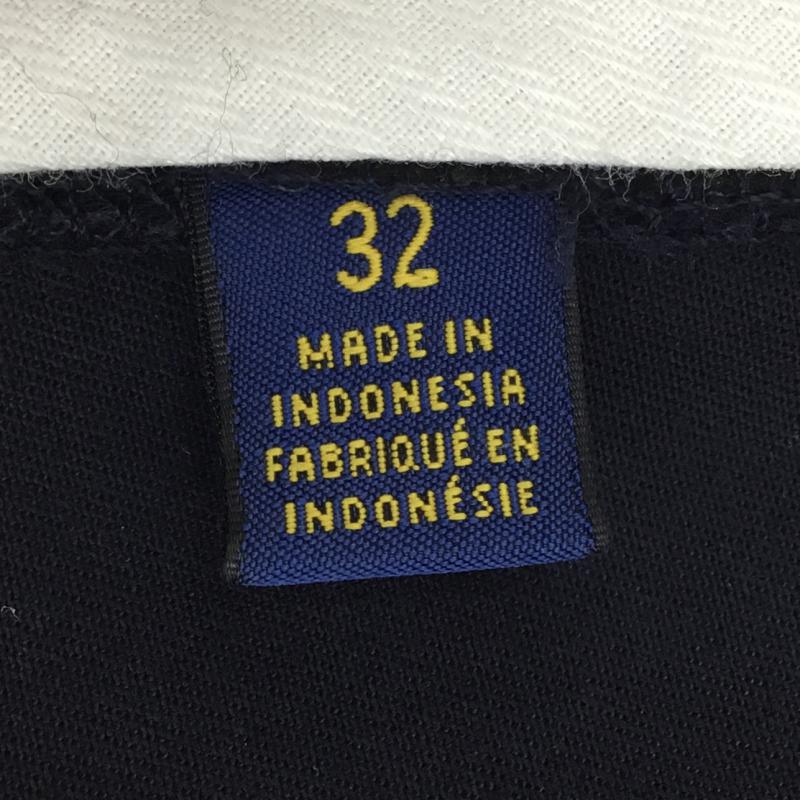 32
MADE IN
INDONESIA
FABRIQUÉ EN
INDONÉSIE